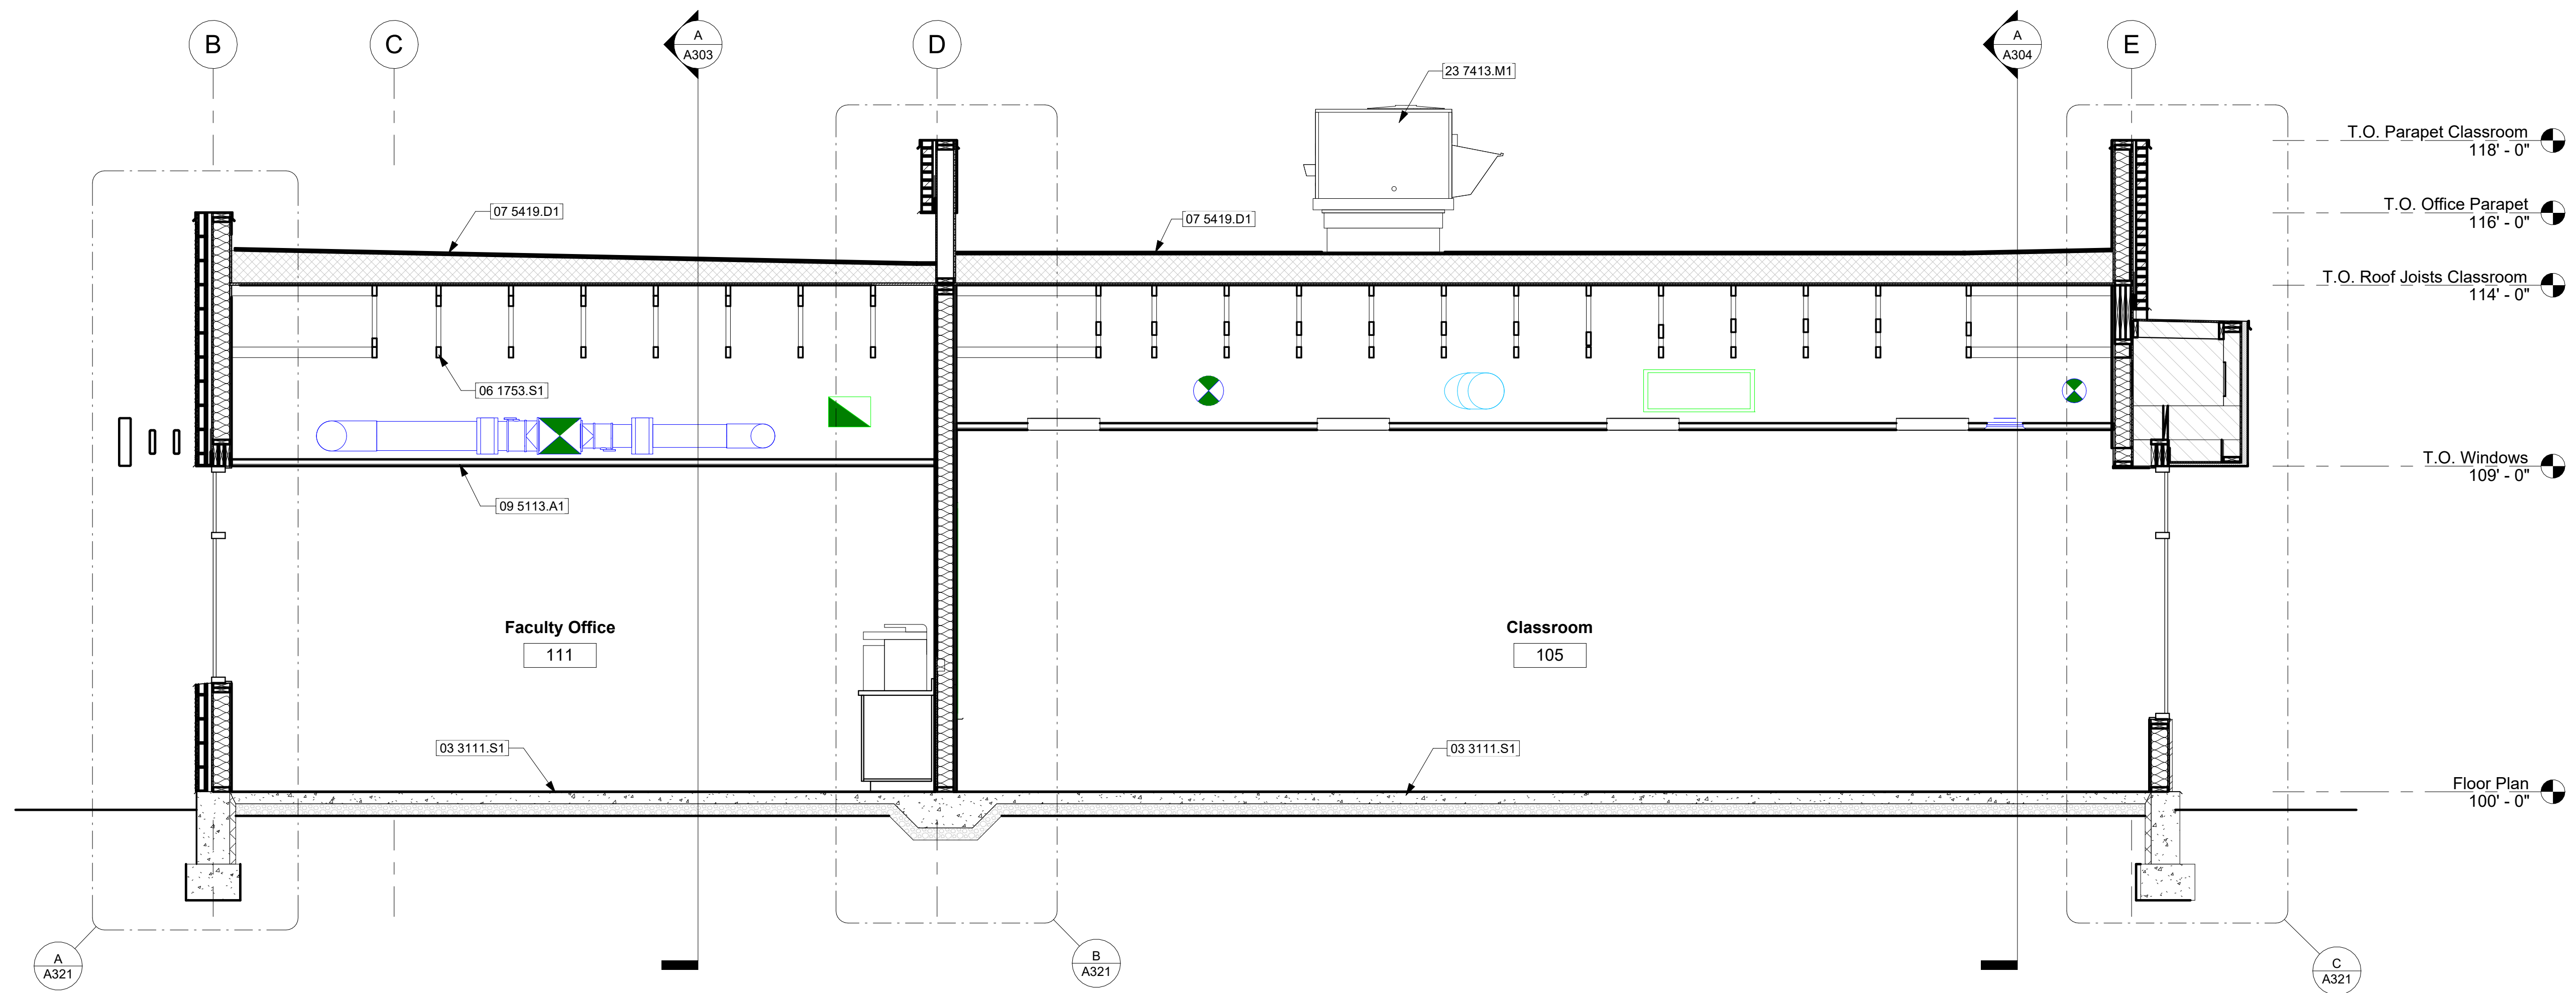 B
C
A
A303
D
A
A304
E
23 7413.M1
T.O. Parapet Classroom
118' - 0"
07 5419.D1
07 5419.D1
T.O. Office Parapet
116' - 0"
T.O. Roof Joists Classroom
114' - 0"
06 1753.S1
09 5113.A1
T.O. Windows
109' - 0"
Faculty Office
111
Classroom
105
03 3111.S1
03 3111.S1
Floor Plan
100' - 0"
A
A321
B
A321
C
A321